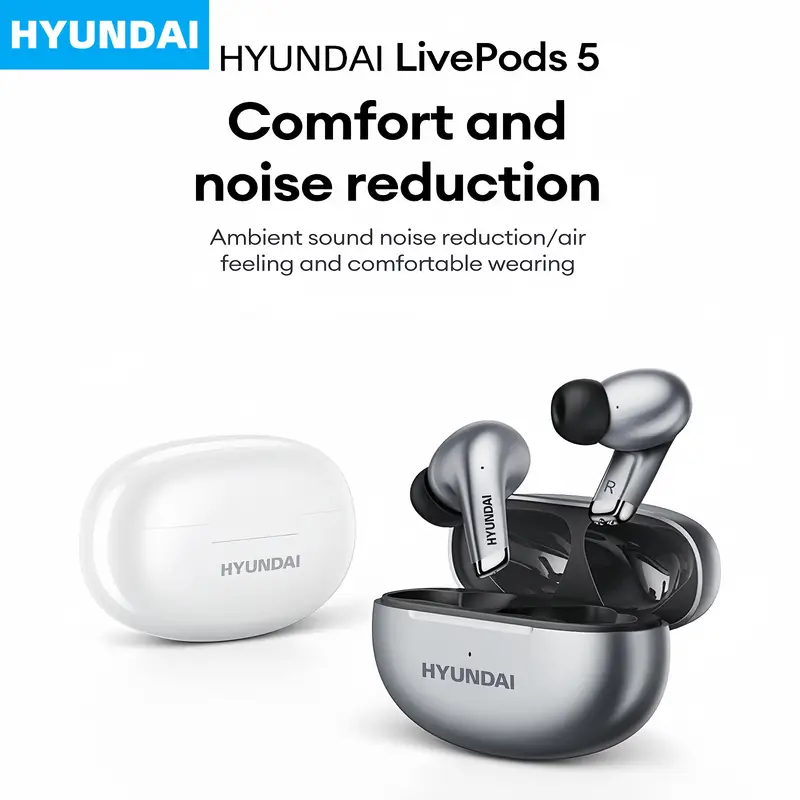 HYUNDAI
HYUNDAI LivePods 5
Comfort and
noise reduction
Ambient sound noise reduction/air
feeling and comfortable wearing
HYUNDAI
HYUNDAI
R
HYUNDAI